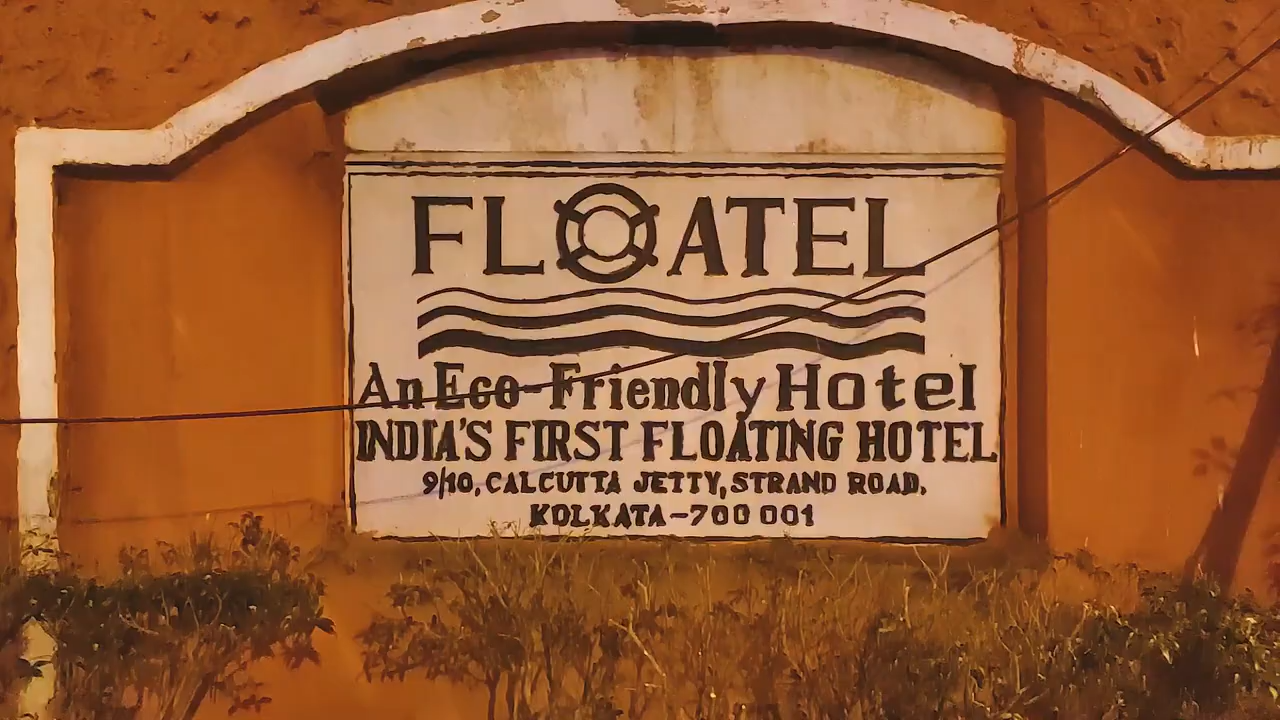 FLOATEL
An Eco-Friendly Hotel
INDIA'S FIRST FLOATING HOTEL
9/10, CALCUTTA JETTY, STRAND ROAD,
KOLKATA-700 001